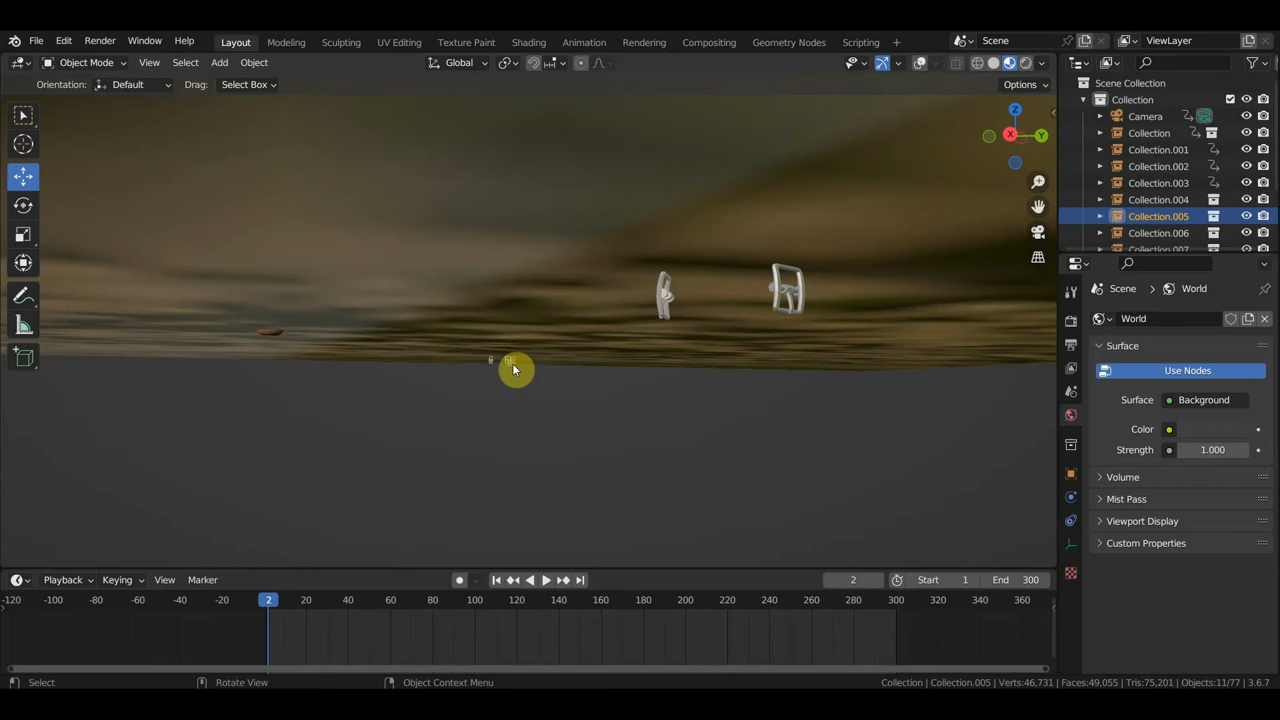 File Edit Render Window Help Layout Modeling Sculpting UV Editing Texture Paint Shading Animation Rendering Compositing Geometry Nodes Scripting + Scene ViewLayer
Object Mode View Select Add Object Global Options
Orientation: Default Drag: Select Box
Z
X
Y
Scene Collection
Collection
Camera
Collection
Collection.001
Collection.002
Collection.003
Collection.004
Collection.005
Collection.006
Collection.007
Scene > World
World
Surface
Use Nodes
Surface Background
Color
Strength 1.000
Volume
Mist Pass
Viewport Display
Custom Properties
Playback Keying View Marker 2 Start 1 End 300
-120 -100 -80 -60 -40 -20 2 20 40 60 80 100 120 140 160 180 200 220 240 260 280 300 320 340 360
Select Rotate View Object Context Menu Collection | Collection.005 | Verts:46,731 | Faces:49,055 | Tris:75,201 | Objects:11/77 | 3.6.7